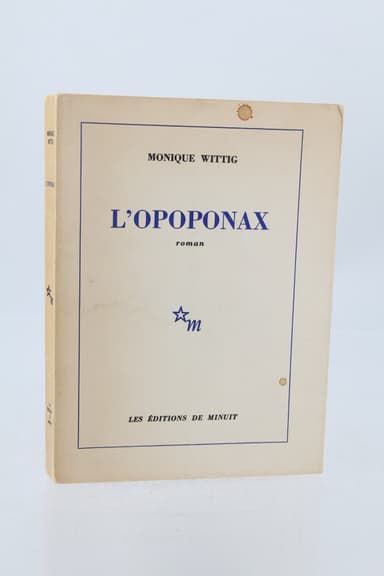 MONIQUE WITTIG
L'OPOPONAX
roman
m
LES ÉDITIONS DE MINUIT